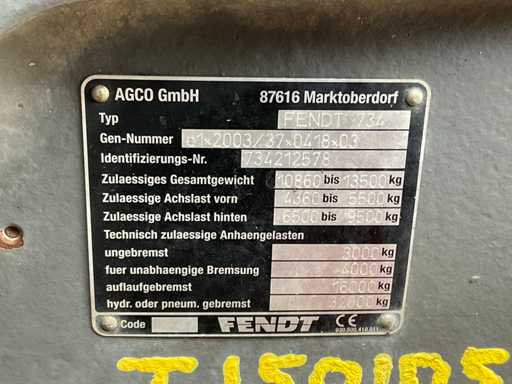 AGCO GmbH 87616 Marktoberdorf
Typ FENDT 734
Gen-Nummer e1*2003/37*0418*03
Identifizierungs-Nr. 734212578
Zulaessiges Gesamtgewicht 10860 bis 13500 kg
Zulaessige Achslast vorn 4360 bis 5500 kg
Zulaessige Achslast hinten 6500 bis 9500 kg
Technisch zulaessige Anhaengelasten
ungebremst 3000 kg
fuer unabhaengige Bremsung 4000 kg
auflaufgebremst 16000 kg
hydr. oder pneum. gebremst 32000 kg
Code FENDT CE